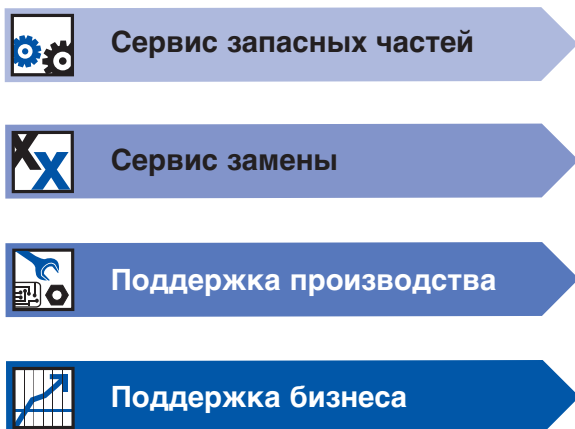 Сервис запасных частей
Сервис замены
Поддержка производства
Поддержка бизнеса